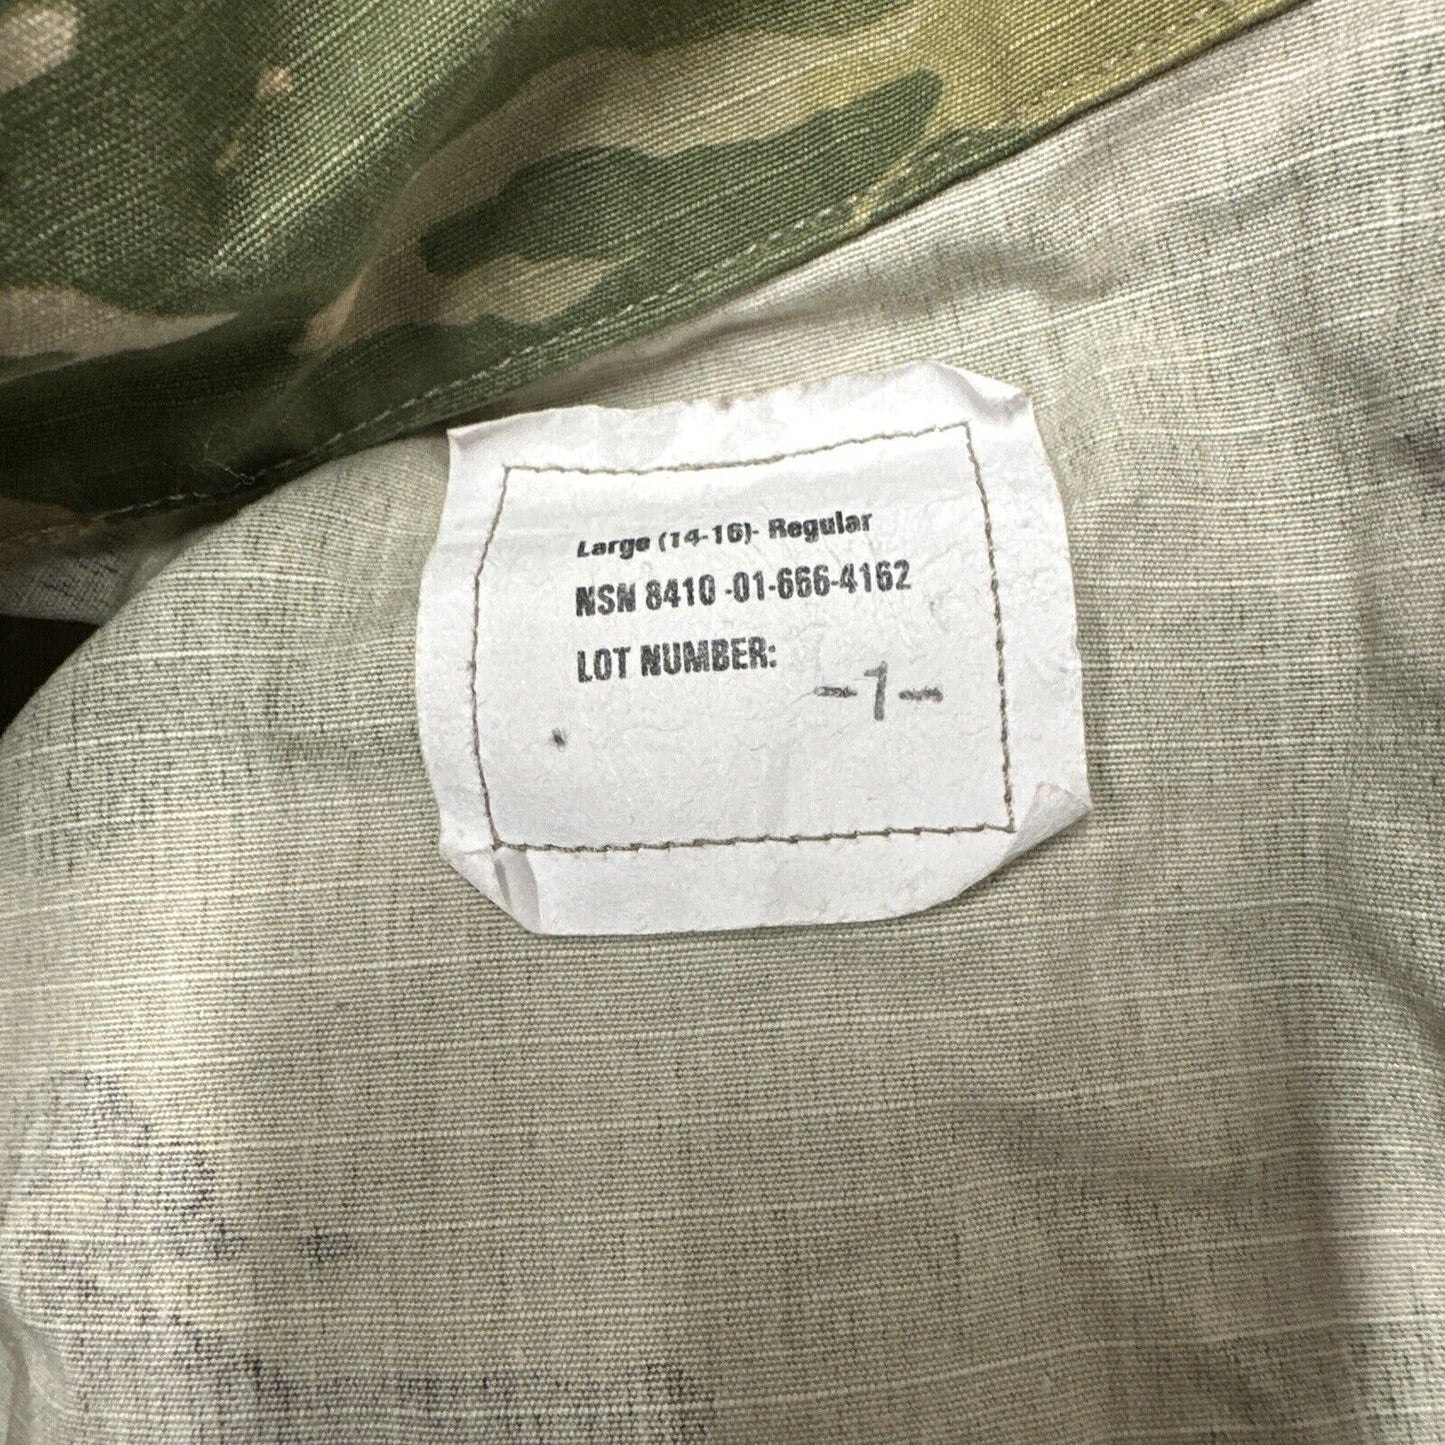 Large (14-16)- Regular
NSN 8410 -01-666-4162
LOT NUMBER:
-1-